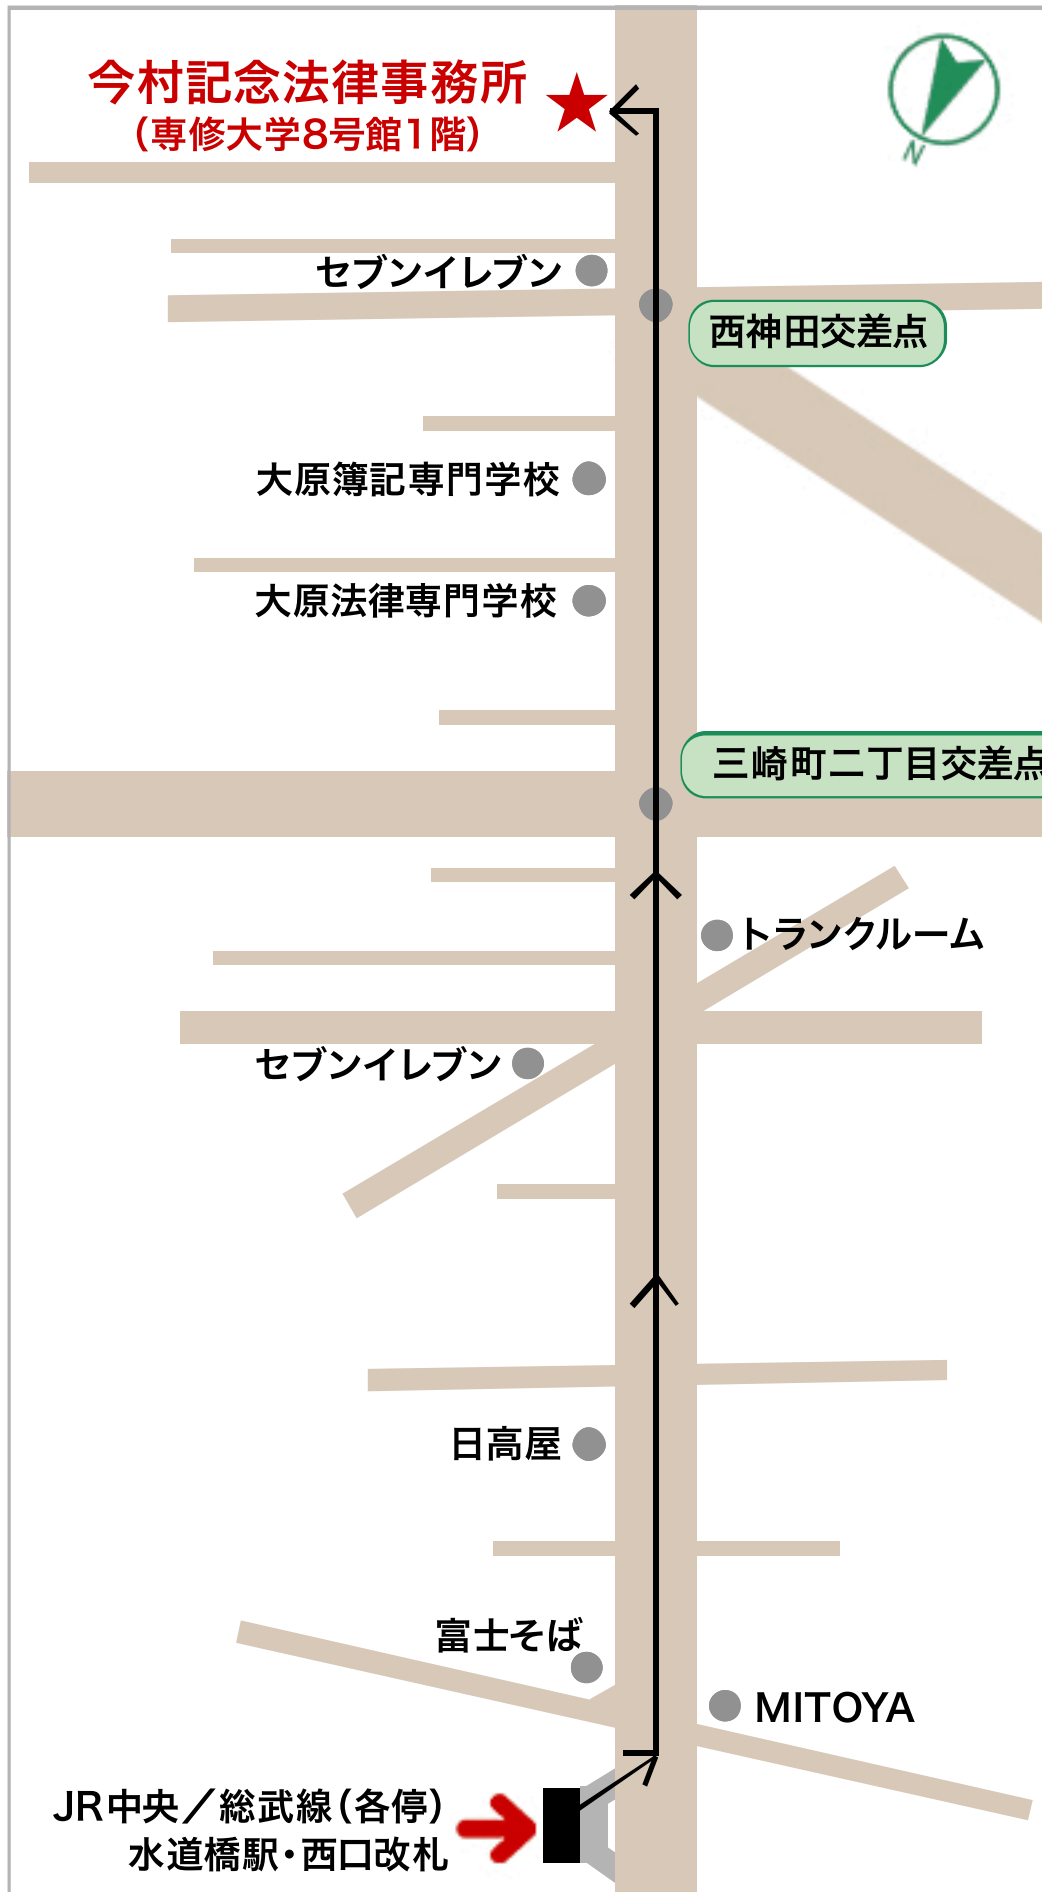 今村記念法律事務所
（専修大学8号館1階）
N
セブンイレブン
西神田交差点
大原簿記専門学校
大原法律専門学校
三崎町二丁目交差点
トランクルーム
セブンイレブン
日高屋
富士そば
MITOYA
JR中央／総武線（各停）
水道橋駅・西口改札